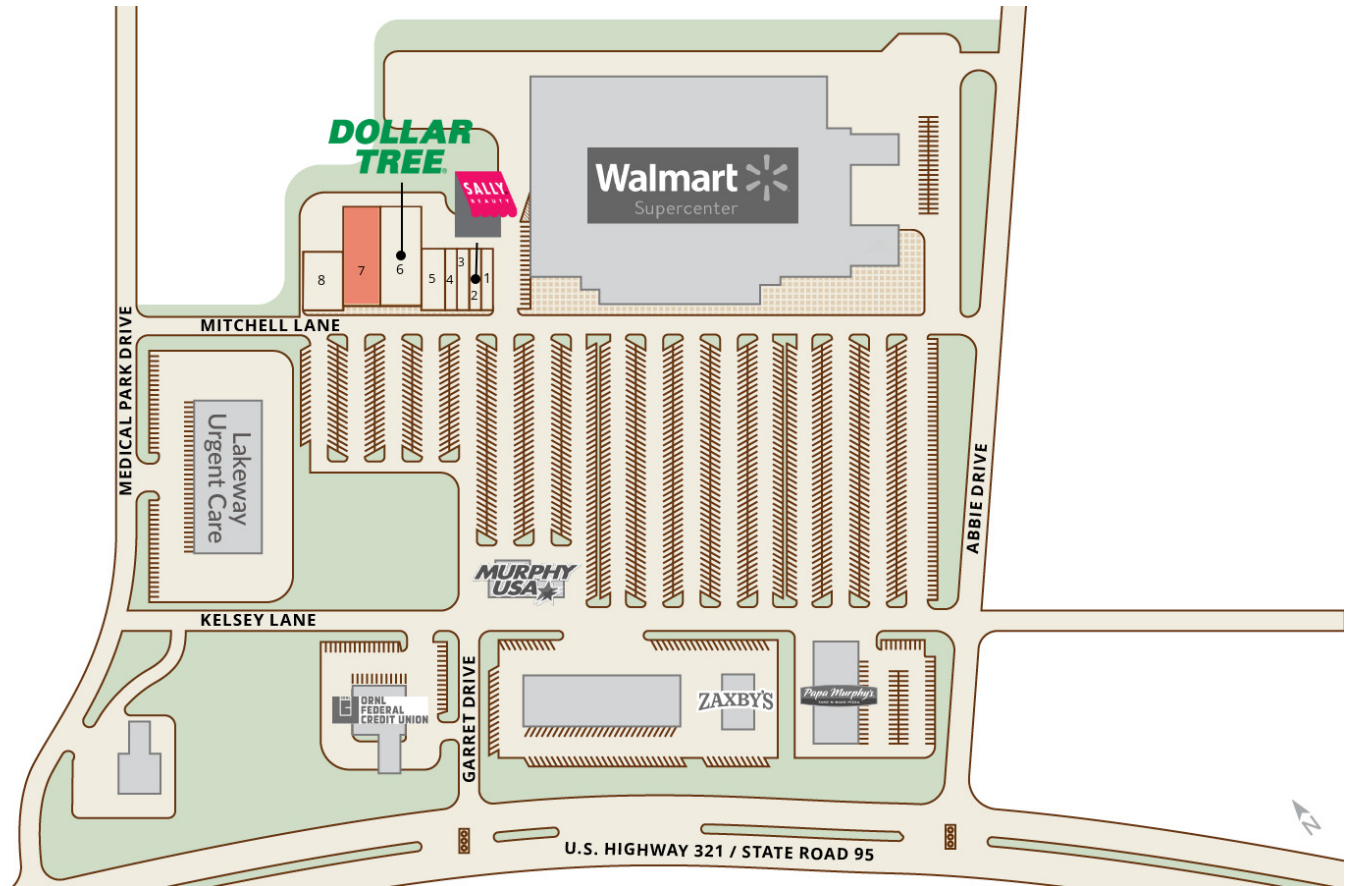 DOLLAR
TREE
SALLY
BEAUTY
Walmart
Supercenter
8
7
6
5
4
3
2
1
MITCHELL LANE
MEDICAL PARK DRIVE
Lakeway
Urgent Care
ABBIE DRIVE
MURPHY
USA
KELSEY LANE
GARRET DRIVE
ORNL
FEDERAL
CREDIT UNION
ZAXBY'S
Papa Murphy's
U.S. HIGHWAY 321 / STATE ROAD 95
N